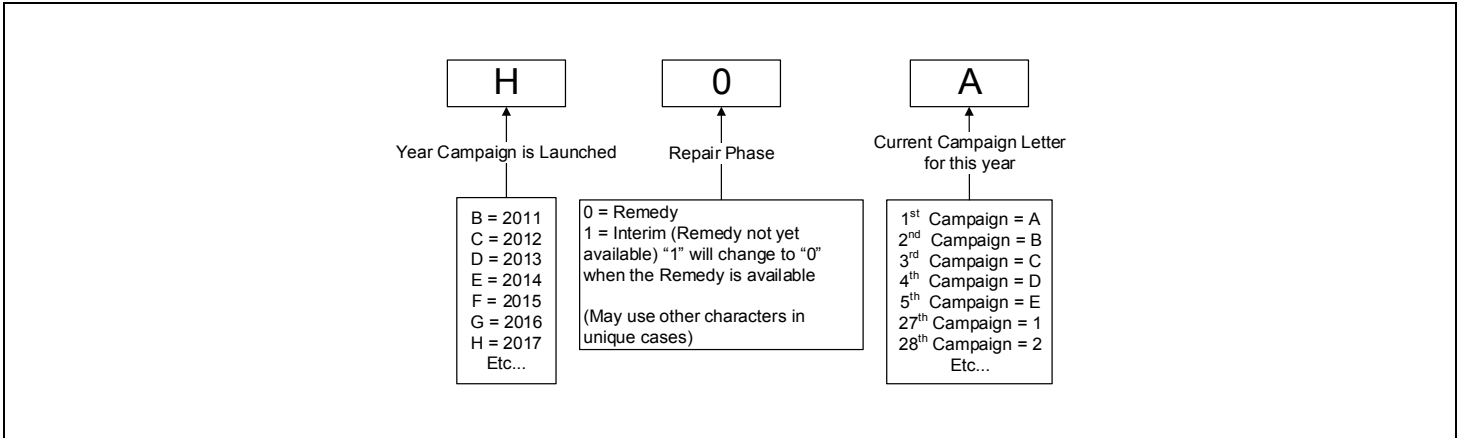 H
0
A
Year Campaign is Launched
Repair Phase
Current Campaign Letter
for this year
B = 2011
C = 2012
D = 2013
E = 2014
F = 2015
G = 2016
H = 2017
Etc...
0 = Remedy
1 = Interim (Remedy not yet
available) “1” will change to “0”
when the Remedy is available
(May use other characters in
unique cases)
1st Campaign = A
2nd Campaign = B
3rd Campaign = C
4th Campaign = D
5th Campaign = E
27th Campaign = 1
28th Campaign = 2
Etc...